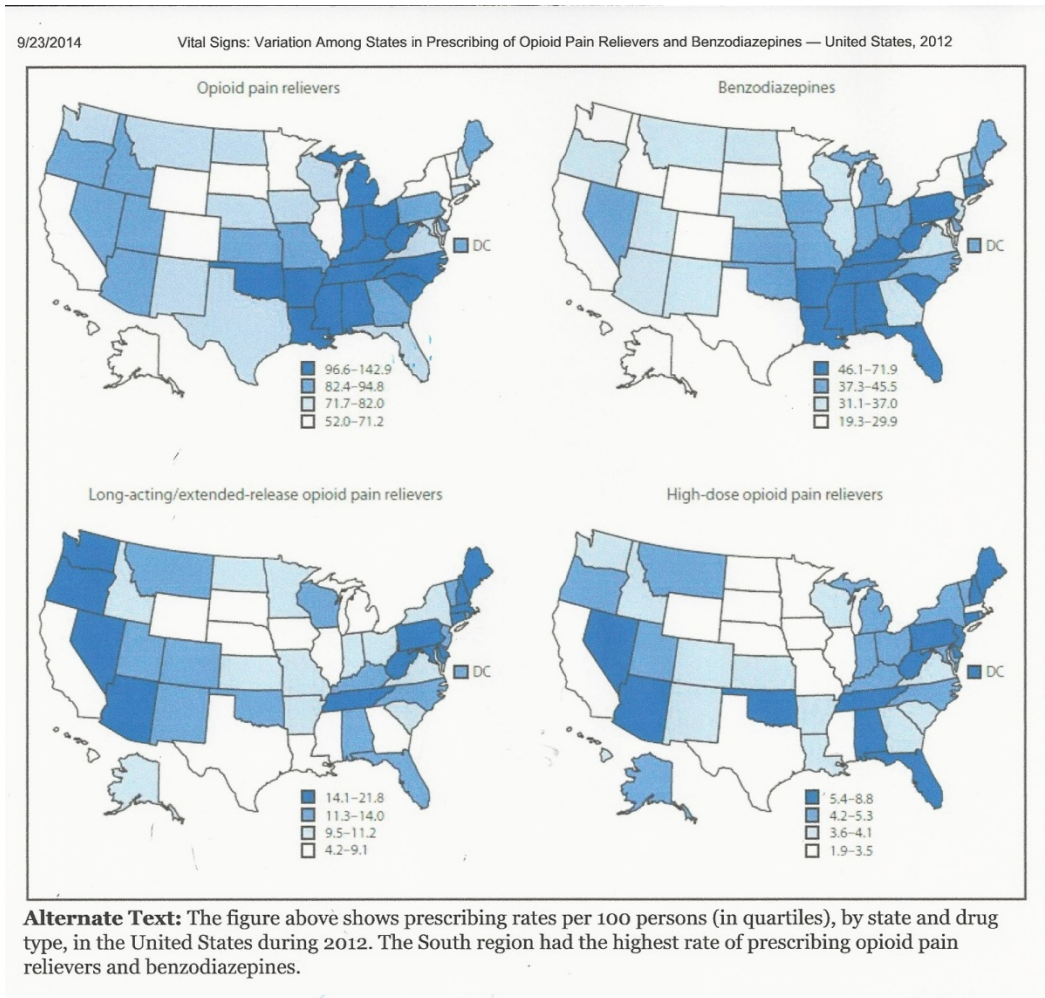 9/23/2014
Vital Signs: Variation Among States in Prescribing of Opioid Pain Relievers and Benzodiazepines — United States, 2012
Opioid pain relievers
DC
96.6–142.9
82.4–94.8
71.7–82.0
52.0–71.2
Benzodiazepines
DC
46.1–71.9
37.3–45.5
31.1–37.0
19.3–29.9
Long-acting/extended-release opioid pain relievers
DC
14.1–21.8
11.3–14.0
9.5–11.2
4.2–9.1
High-dose opioid pain relievers
DC
5.4–8.8
4.2–5.3
3.6–4.1
1.9–3.5
Alternate Text: The figure above shows prescribing rates per 100 persons (in quartiles), by state and drug
type, in the United States during 2012. The South region had the highest rate of prescribing opioid pain
relievers and benzodiazepines.